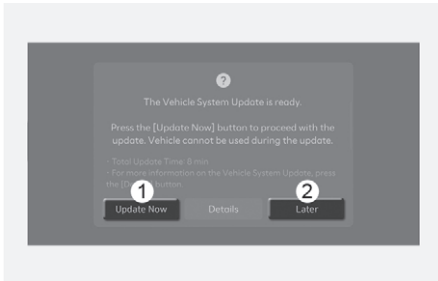 ?
The Vehicle System Update is ready.
Press the [Update Now] button to proceed with the
update. Vehicle cannot be used during the update.
· Total Update Time 8 min
· For more information on the Vehicle System Update, press
the button
1
2
Update Now
Details
Later